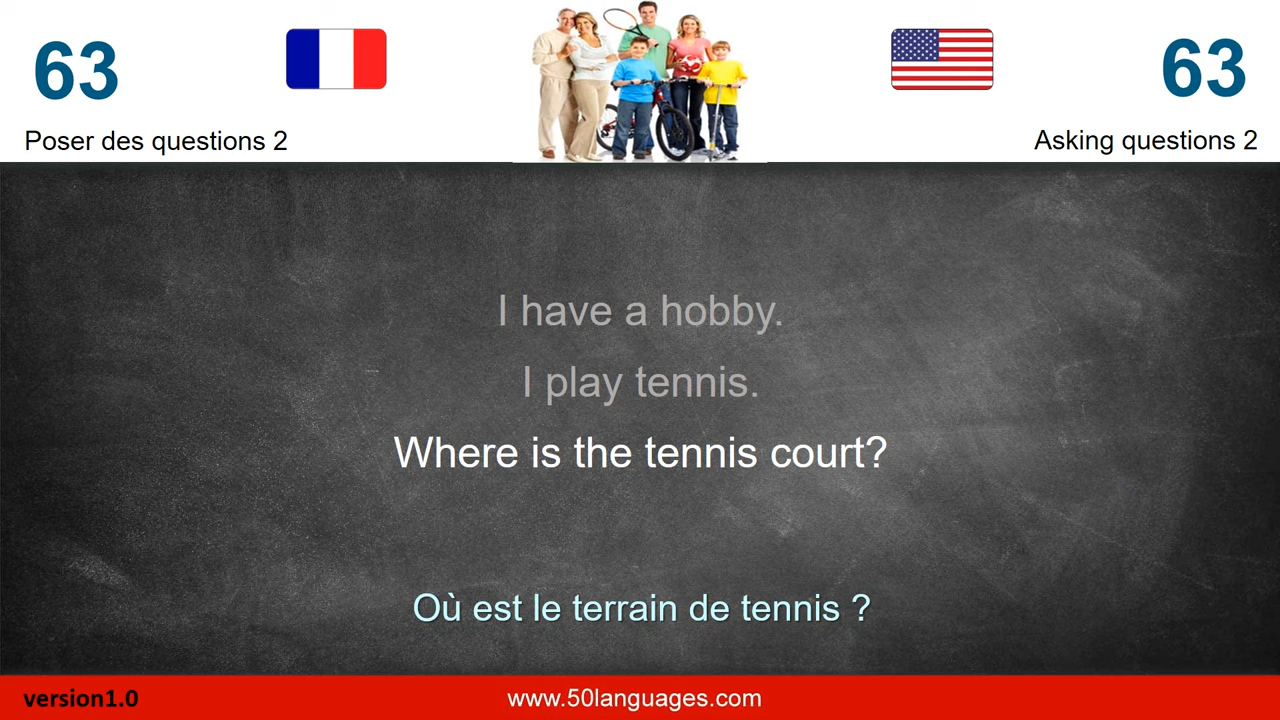 63
63
Poser des questions 2
Asking questions 2
I have a hobby.
I play tennis.
Where is the tennis court?
Où est le terrain de tennis ?
version1.0
www.50languages.com